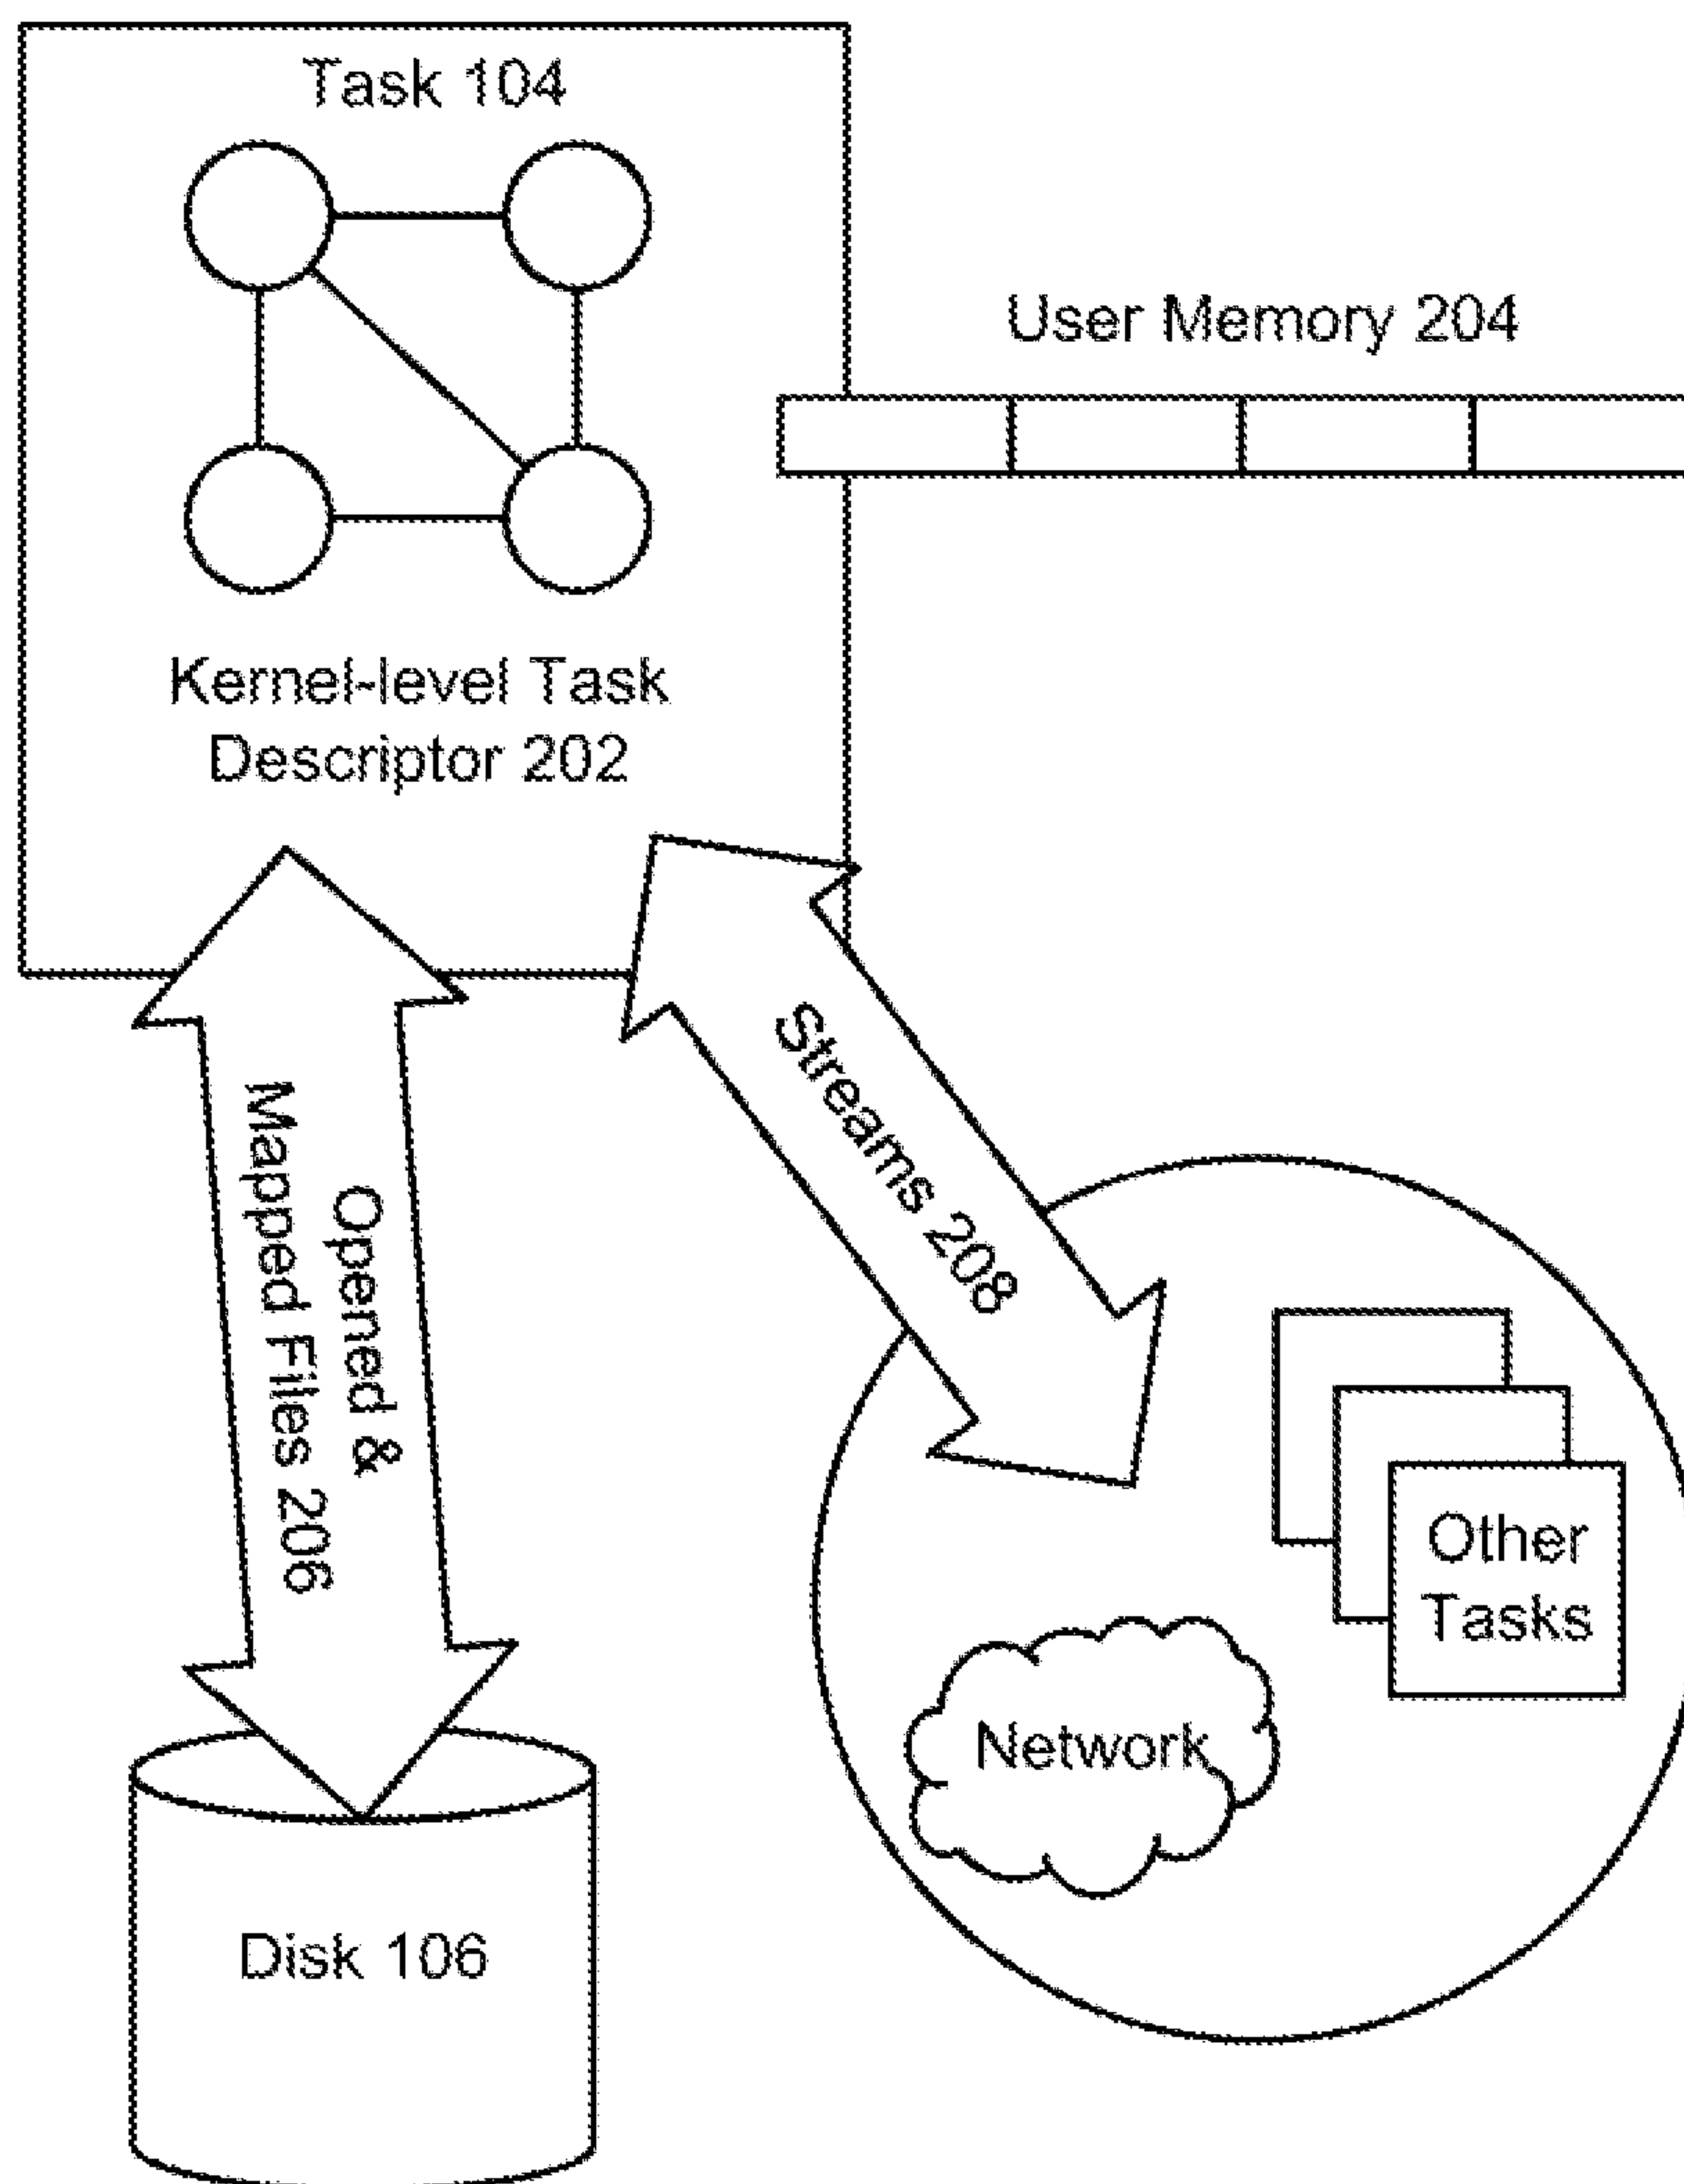 Task 104
User Memory 204
Kernel-level Task
Descriptor 202
Opened &
Mapped Files 206
Streams 208
Other
Tasks
Network
Disk 106